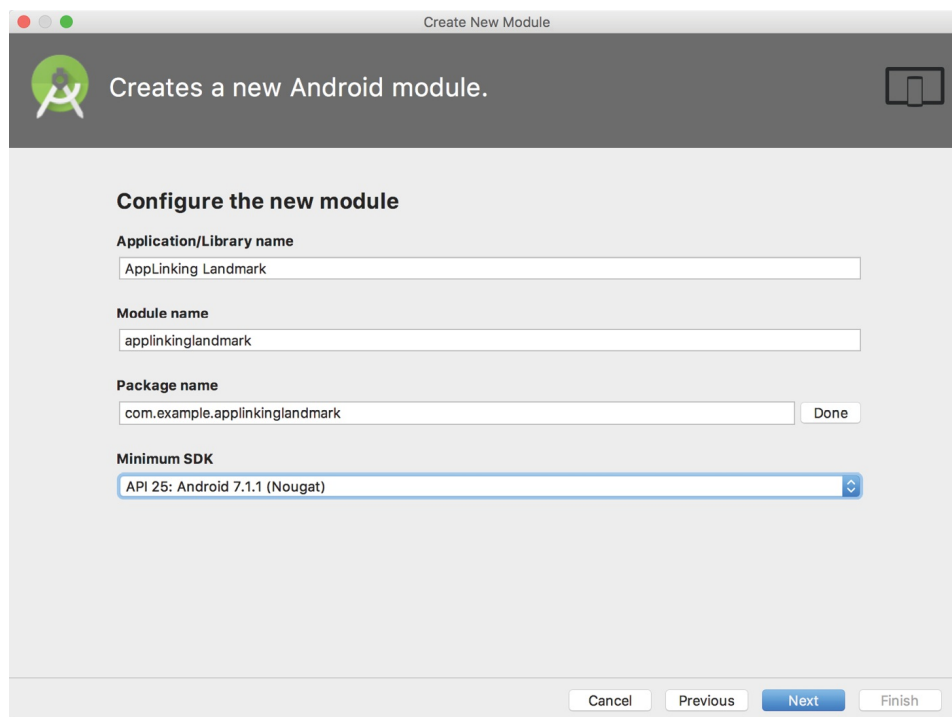 Create New Module
Creates a new Android module.
Configure the new module
Application/Library name
AppLinking Landmark
Module name
applinkinglandmark
Package name
com.example.applinkinglandmark Done
Minimum SDK
API 25: Android 7.1.1 (Nougat)
Cancel Previous Next Finish